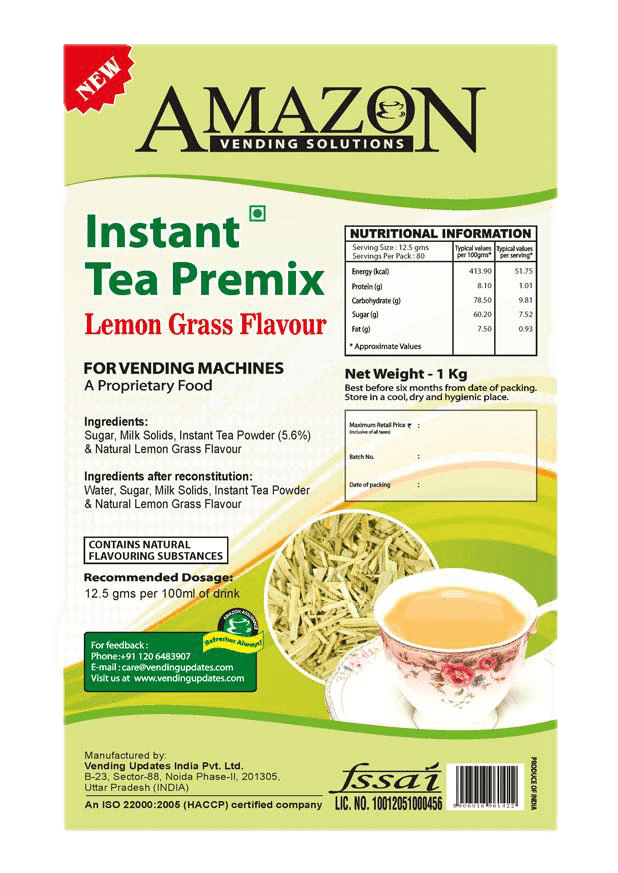 NEW
AMAZON
VENDING SOLUTIONS
Instant
Tea Premix
Lemon Grass Flavour
FOR VENDING MACHINES
A Proprietary Food
Ingredients:
Sugar, Milk Solids, Instant Tea Powder (5.6%)
& Natural Lemon Grass Flavour
Ingredients after reconstitution:
Water, Sugar, Milk Solids, Instant Tea Powder
& Natural Lemon Grass Flavour
CONTAINS NATURAL
FLAVOURING SUBSTANCES
Recommended Dosage:
12.5 gms per 100ml of drink
AMAZON ASSURANCE
Refreshes Always!
For feedback :
Phone:+91 120 6483907
E-mail : care@vendingupdates.com
Visit us at www.vendingupdates.com
NUTRITIONAL INFORMATION
Serving Size : 12.5 gms
Servings Per Pack : 80
Typical values
per 100gms*
Typical values
per serving*
Energy (kcal) 413.90 51.75
Protein (g) 8.10 1.01
Carbohydrate (g) 78.50 9.81
Sugar (g) 60.20 7.52
Fat (g) 7.50 0.93
* Approximate Values
Net Weight - 1 Kg
Best before six months from date of packing.
Store in a cool, dry and hygienic place.
Maximum Retail Price ₹ :
(Inclusive of all taxes)
Batch No. :
Date of packing :
Manufactured by:
Vending Updates India Pvt. Ltd.
B-23, Sector-88, Noida Phase-II, 201305,
Uttar Pradesh (INDIA)
An ISO 22000:2005 (HACCP) certified company
fssai
LIC. NO. 10012051000456
8906016961422
PRODUCE OF INDIA